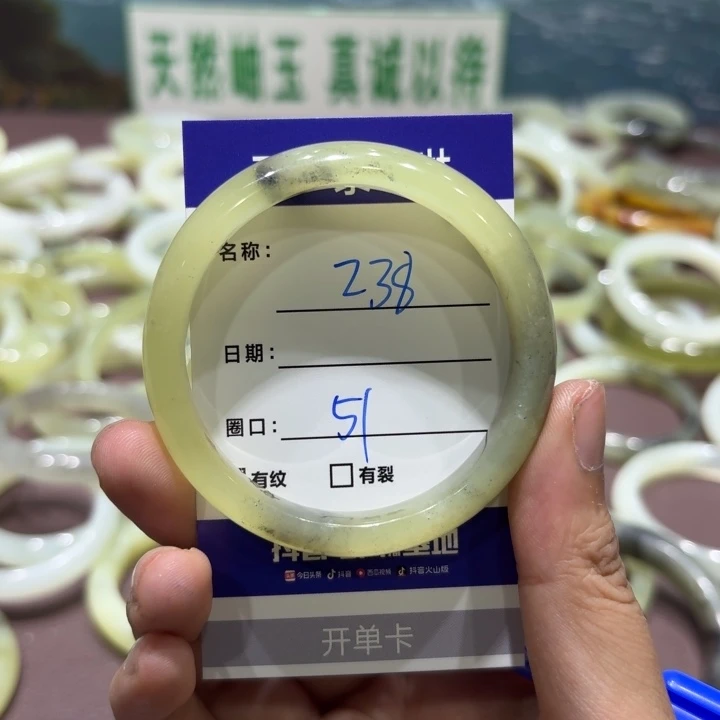 天然岫玉 真诚以待
名称：238
日期：
圈口：51
有纹 □有裂
今日头条 抖音 西瓜视频 抖音火山版
开单卡